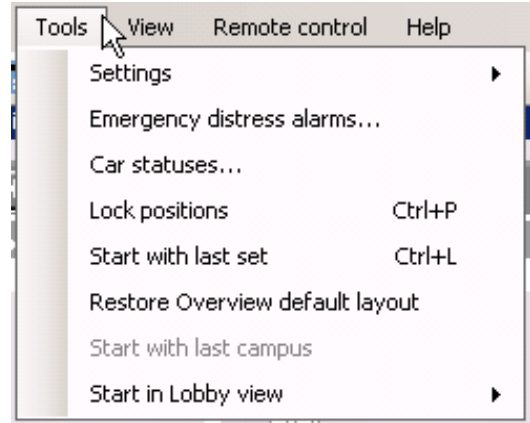 Tools View Remote control Help
Settings
Emergency distress alarms...
Car statuses...
Lock positions Ctrl+P
Start with last set Ctrl+L
Restore Overview default layout
Start with last campus
Start in Lobby view